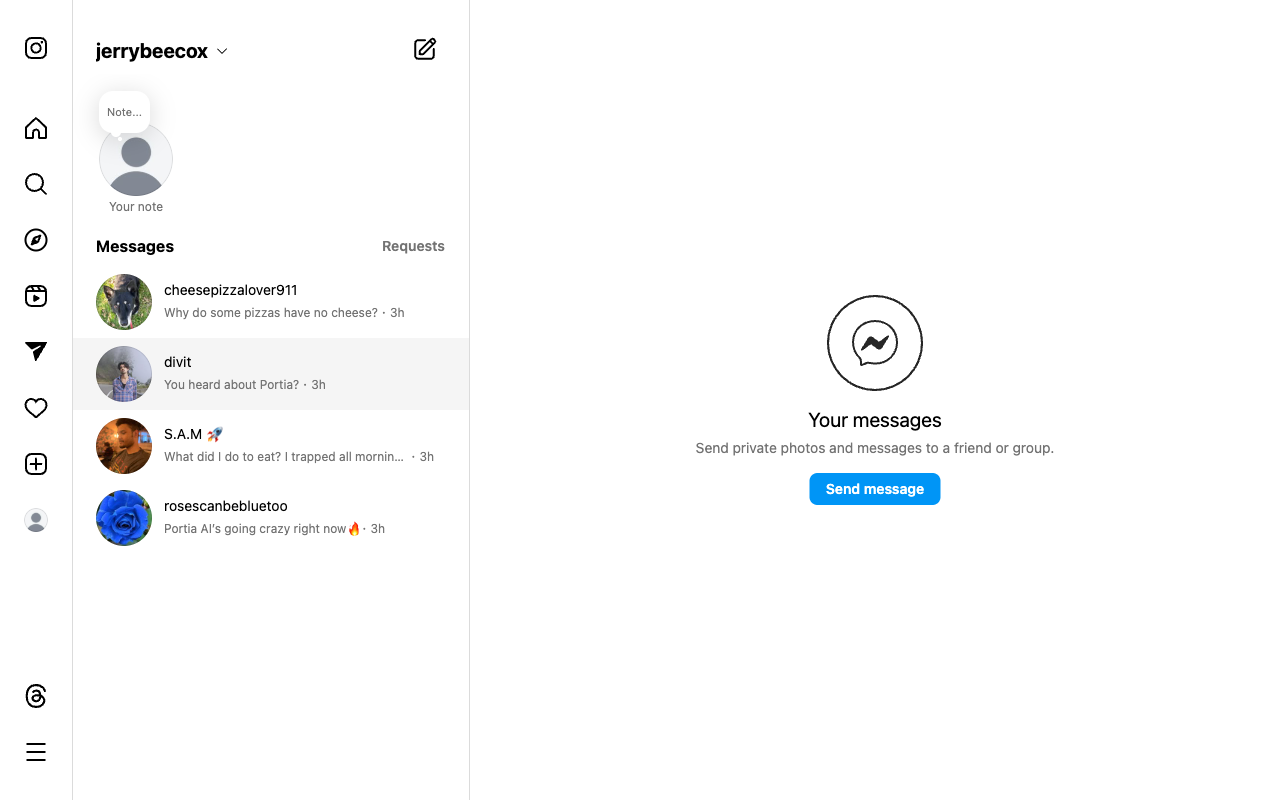 jerrybeecox
Note...
Your note
Messages
Requests
cheesepizzalover911
Why do some pizzas have no cheese? · 3h
divit
You heard about Portia? · 3h
S.A.M 🚀
What did I do to eat? I trapped all mornin... · 3h
rosescanbebluetoo
Portia AI's going crazy right now🔥 · 3h
Your messages
Send private photos and messages to a friend or group.
Send message